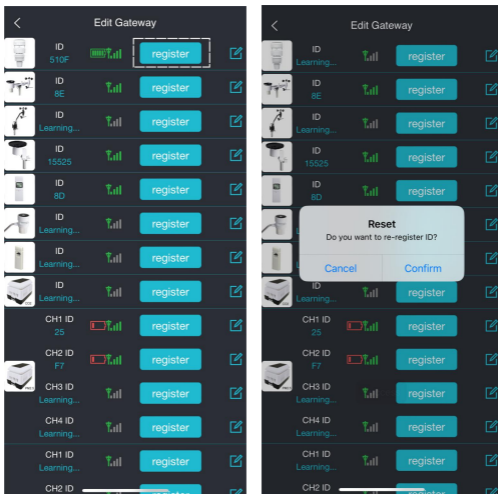 Edit Gateway
ID
510F
register
ID
8E
register
ID
Learning...
register
ID
15525
register
ID
8D
register
ID
Learning...
register
ID
Learning...
register
ID
Learning...
register
CH1 ID
25
register
CH2 ID
F7
register
CH3 ID
Learning...
register
CH4 ID
Learning...
register
CH1 ID
Learning...
register
CH2 ID
Edit Gateway
ID
Learning...
register
ID
8E
register
ID
Learning...
register
ID
15525
register
ID
8D
Reset
Do you want to re-register ID?
Cancel
Confirm
ID
Learning...
register
CH1 ID
25
register
CH2 ID
F7
register
CH3 ID
Learning...
register
CH4 ID
Learning...
register
CH1 ID
Learning...
register
CH2 ID